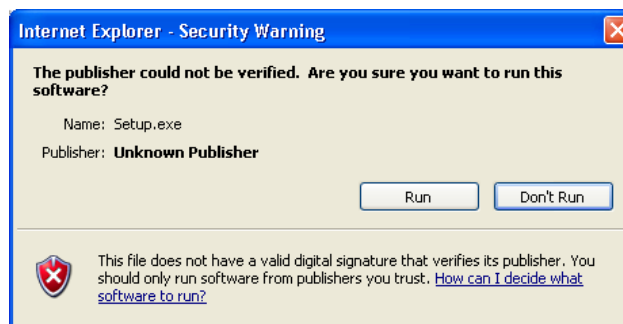 Internet Explorer - Security Warning
The publisher could not be verified.  Are you sure you want to run this
software?
Name: Setup.exe
Publisher: Unknown Publisher
Run Don't Run
This file does not have a valid digital signature that verifies its publisher. You
should only run software from publishers you trust. How can I decide what
software to run?